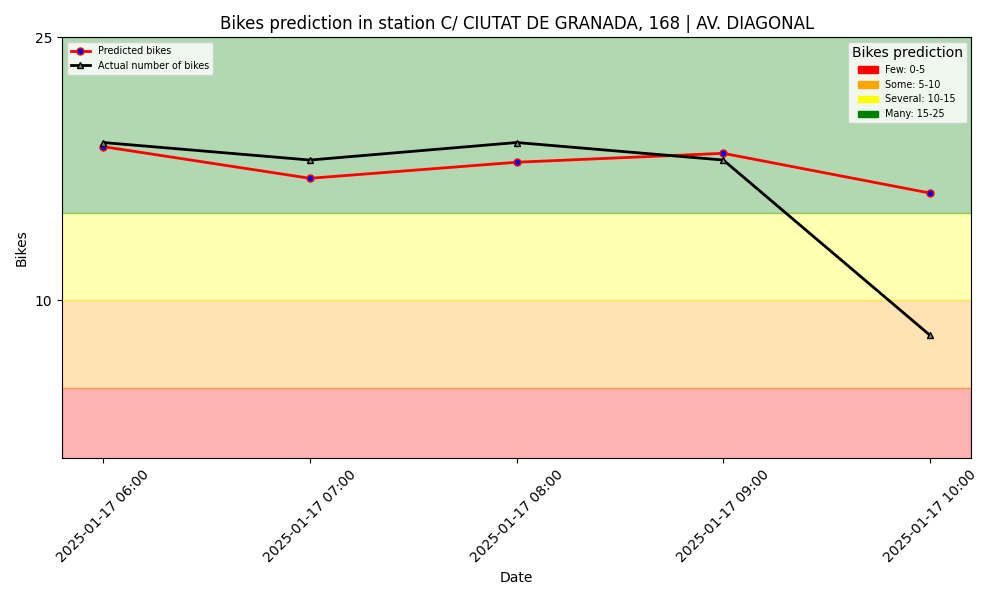 Bikes prediction in station C/ CIUTAT DE GRANADA, 168 | AV. DIAGONAL
25
Predicted bikes
Actual number of bikes
Bikes prediction
Few: 0-5
Some: 5-10
Several: 10-15
Many: 15-25
Bikes
10
2025-01-17 06:00
2025-01-17 07:00
2025-01-17 08:00
2025-01-17 09:00
2025-01-17 10:00
Date